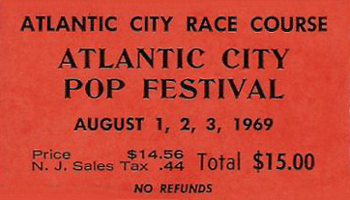 ATLANTIC CITY RACE COURSE
ATLANTIC CITY
POP FESTIVAL
AUGUST 1, 2, 3, 1969
Price $14.56
N. J. Sales Tax .44 Total $15.00
NO REFUNDS